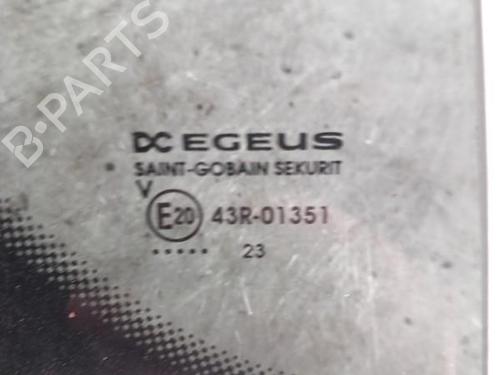 B-PARTS
EGEUS
SAINT-GOBAIN SEKURIT
V
E20 43R-01351
..... 23